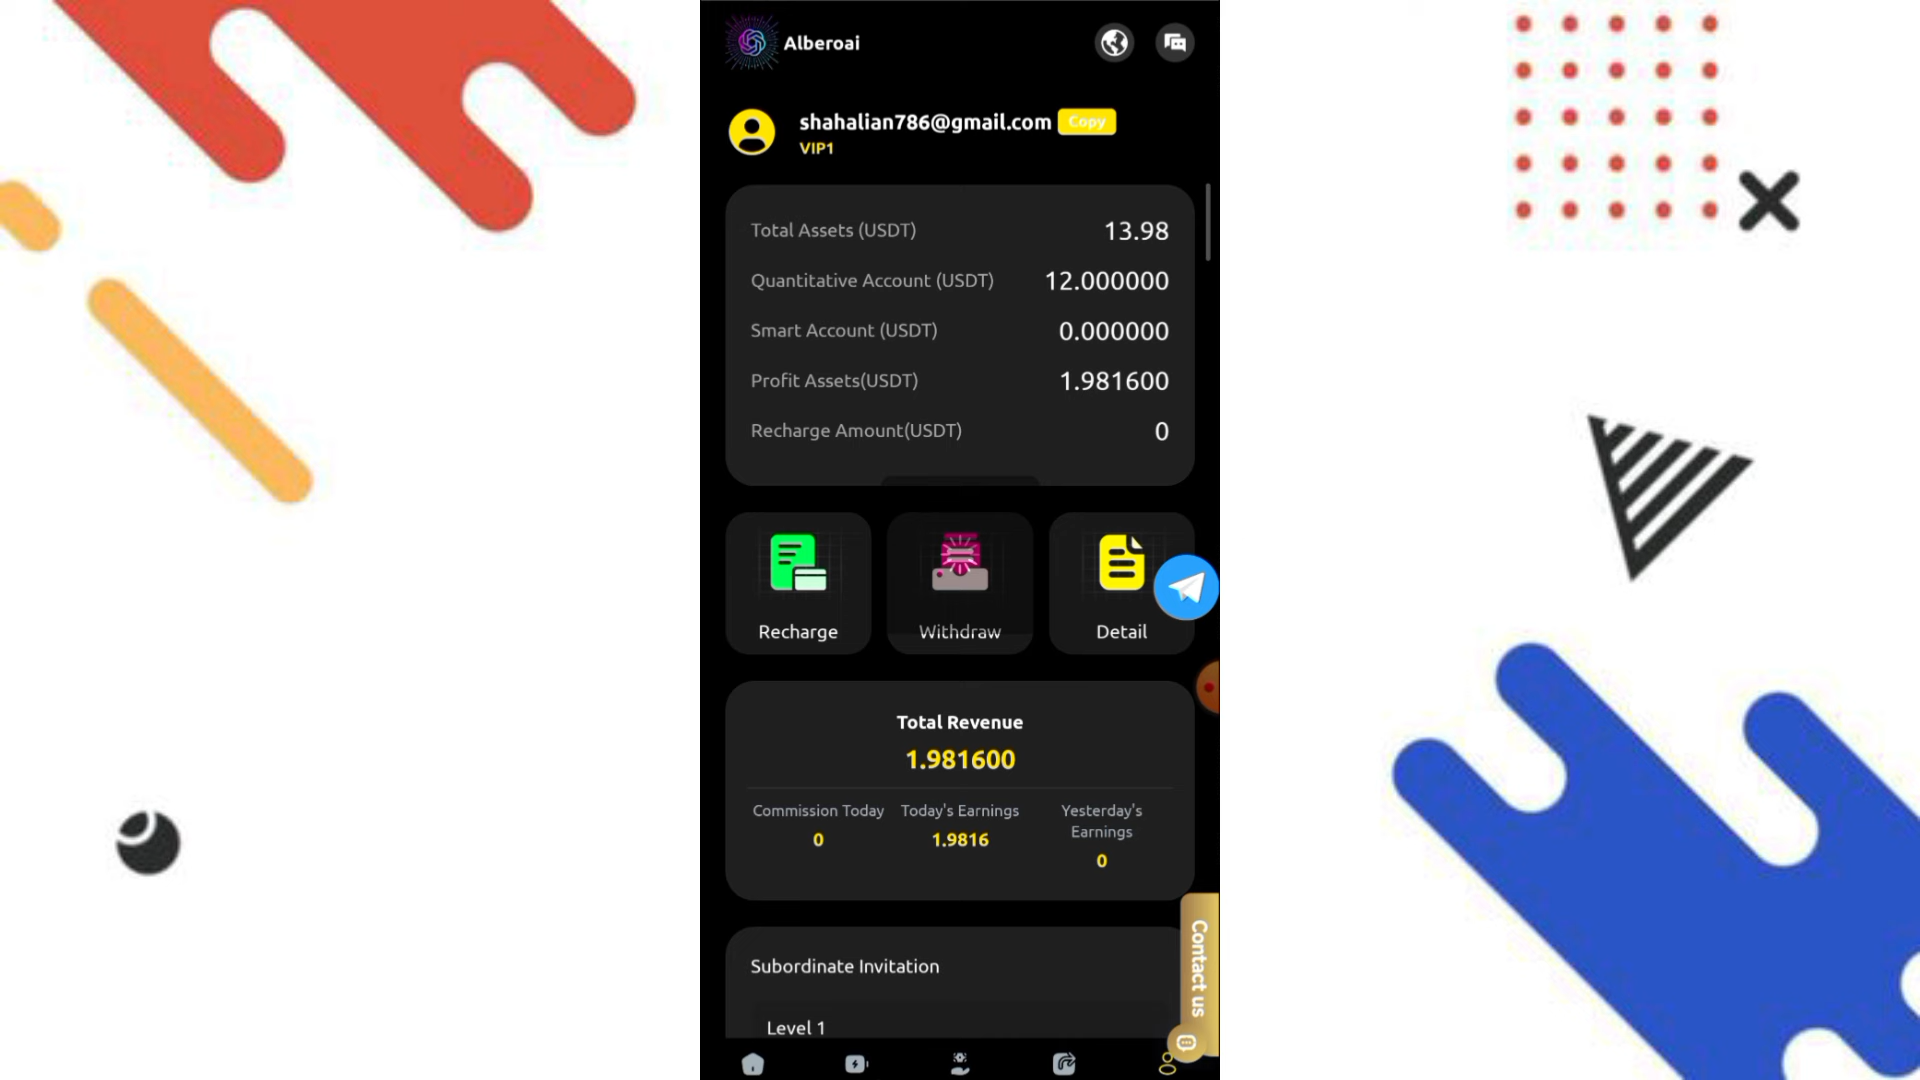 Alberoai
shahalian786@gmail.com Copy
VIP1
Total Assets (USDT) 13.98
Quantitative Account (USDT) 12.000000
Smart Account (USDT) 0.000000
Profit Assets(USDT) 1.981600
Recharge Amount(USDT) 0
Recharge Withdraw Detail
Total Revenue
1.981600
Commission Today Today's Earnings Yesterday's Earnings
0 1.9816 0
Contact us
Subordinate Invitation
Level 1